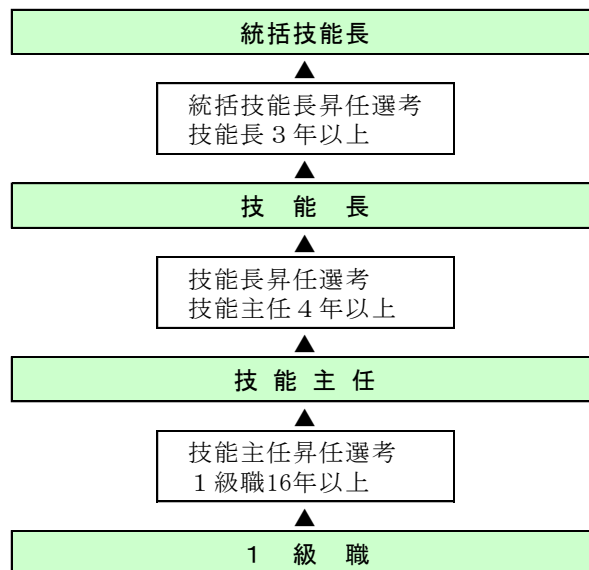 統括技能長
▲
統括技能長昇任選考
技能長３年以上
▲
技　能　長
▲
技能長昇任選考
技能主任４年以上
▲
技 能 主 任
▲
技能主任昇任選考
１級職16年以上
▲
１　級　職